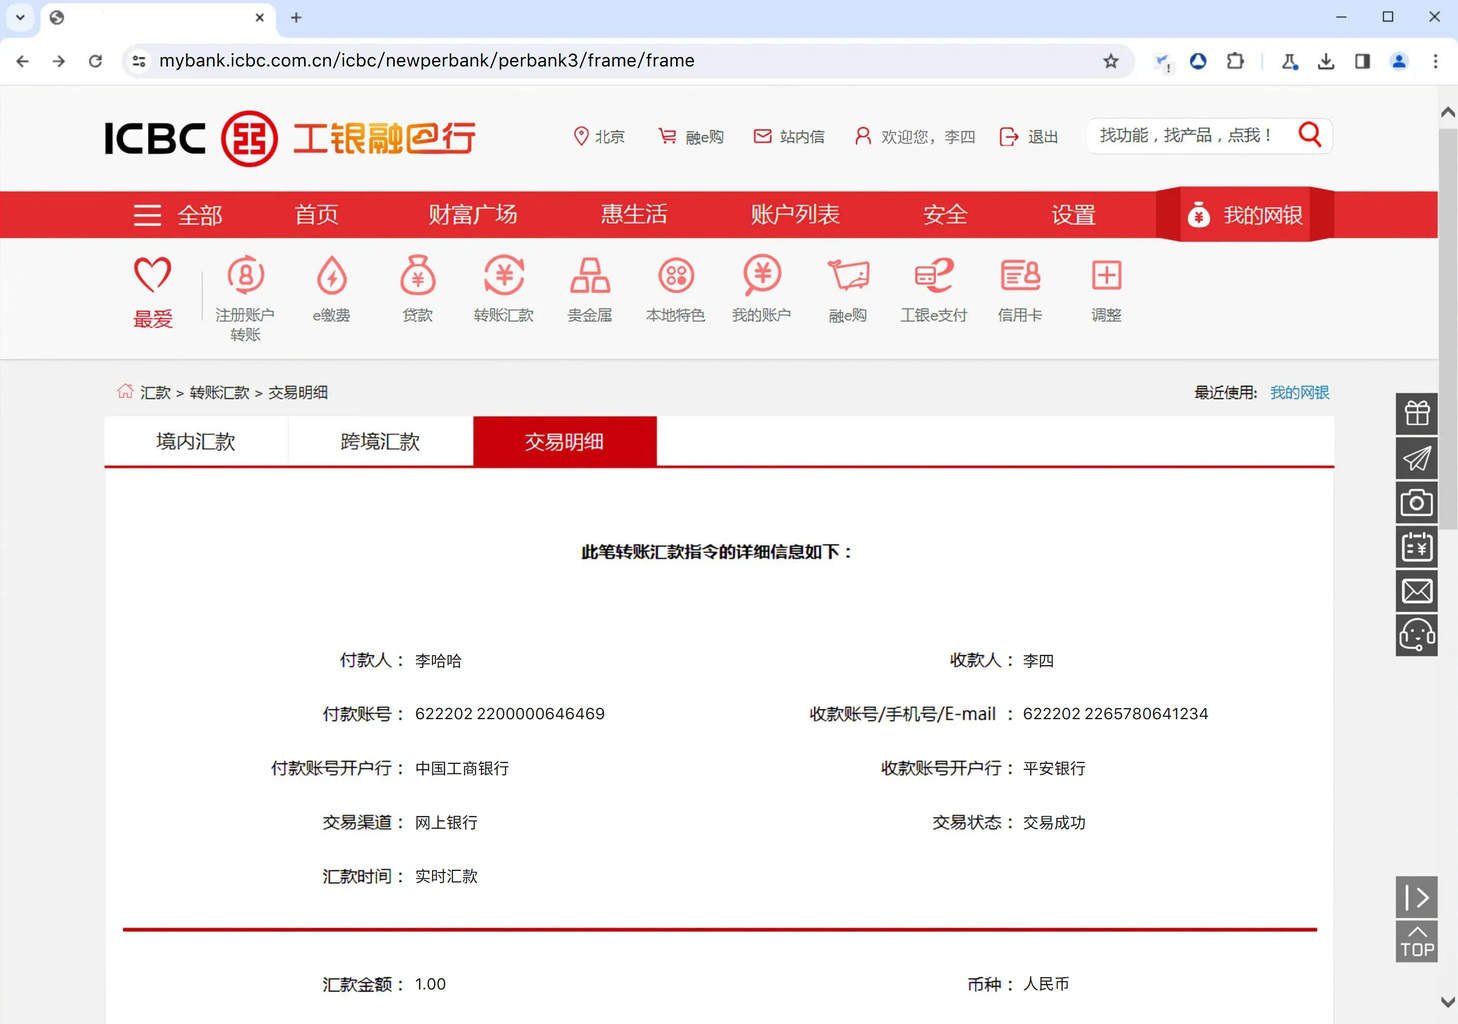 mybank.icbc.com.cn/icbc/newperbank/perbank3/frame/frame
ICBC 工银融e行
北京 融e购 站内信 欢迎您，李四 退出 找功能，找产品，点我！
全部 首页 财富广场 惠生活 账户列表 安全 设置 我的网银
最爱 注册账户 e缴费 贷款 转账汇款 贵金属 本地特色 我的账户 融e购 工银e支付 信用卡 调整
转账
汇款 > 转账汇款 > 交易明细 最近使用: 我的网银
境内汇款 跨境汇款 交易明细
此笔转账汇款指令的详细信息如下：
付款人： 李哈哈 收款人： 李四
付款账号： 622202 2200000646469 收款账号/手机号/E-mail ： 622202 2265780641234
付款账号开户行： 中国工商银行 收款账号开户行： 平安银行
交易渠道： 网上银行 交易状态： 交易成功
汇款时间： 实时汇款
TOP
汇款金额： 1.00 币种： 人民币